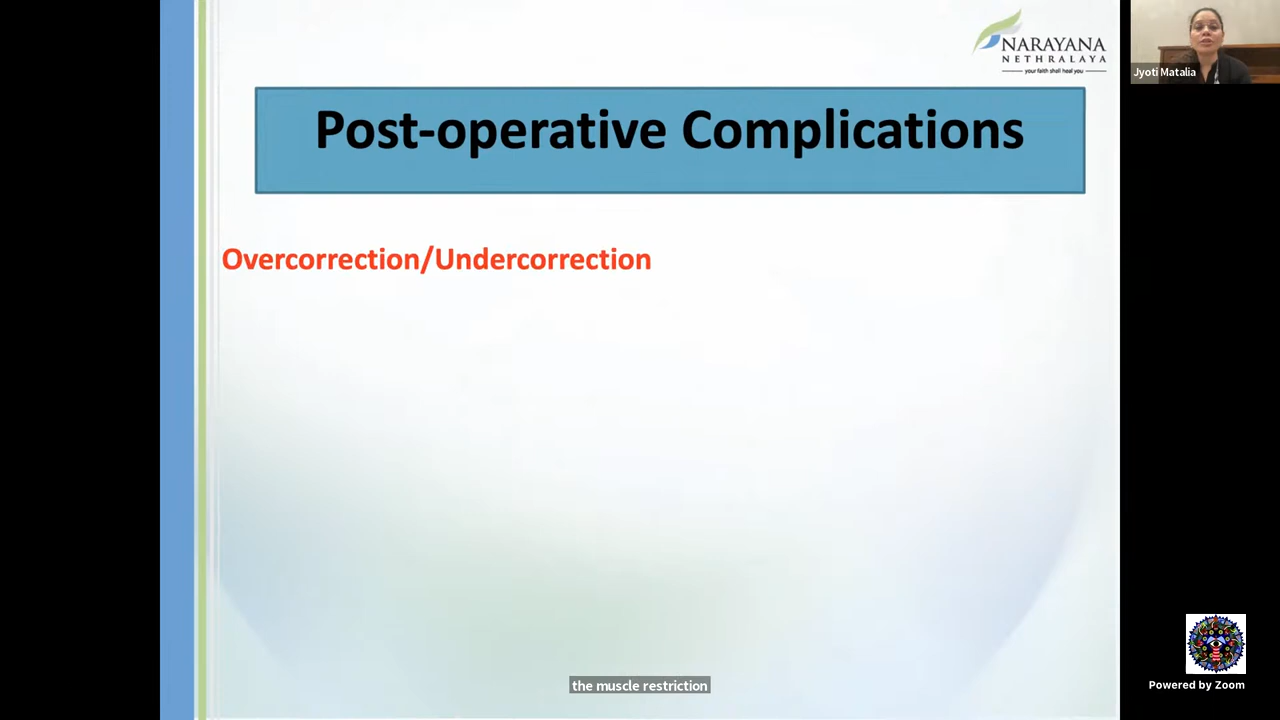 NARAYANA
NETHRALAYA
your faith shall heal you
Jyoti Matalia
Post-operative Complications
Overcorrection/Undercorrection
the muscle restriction
Powered by Zoom